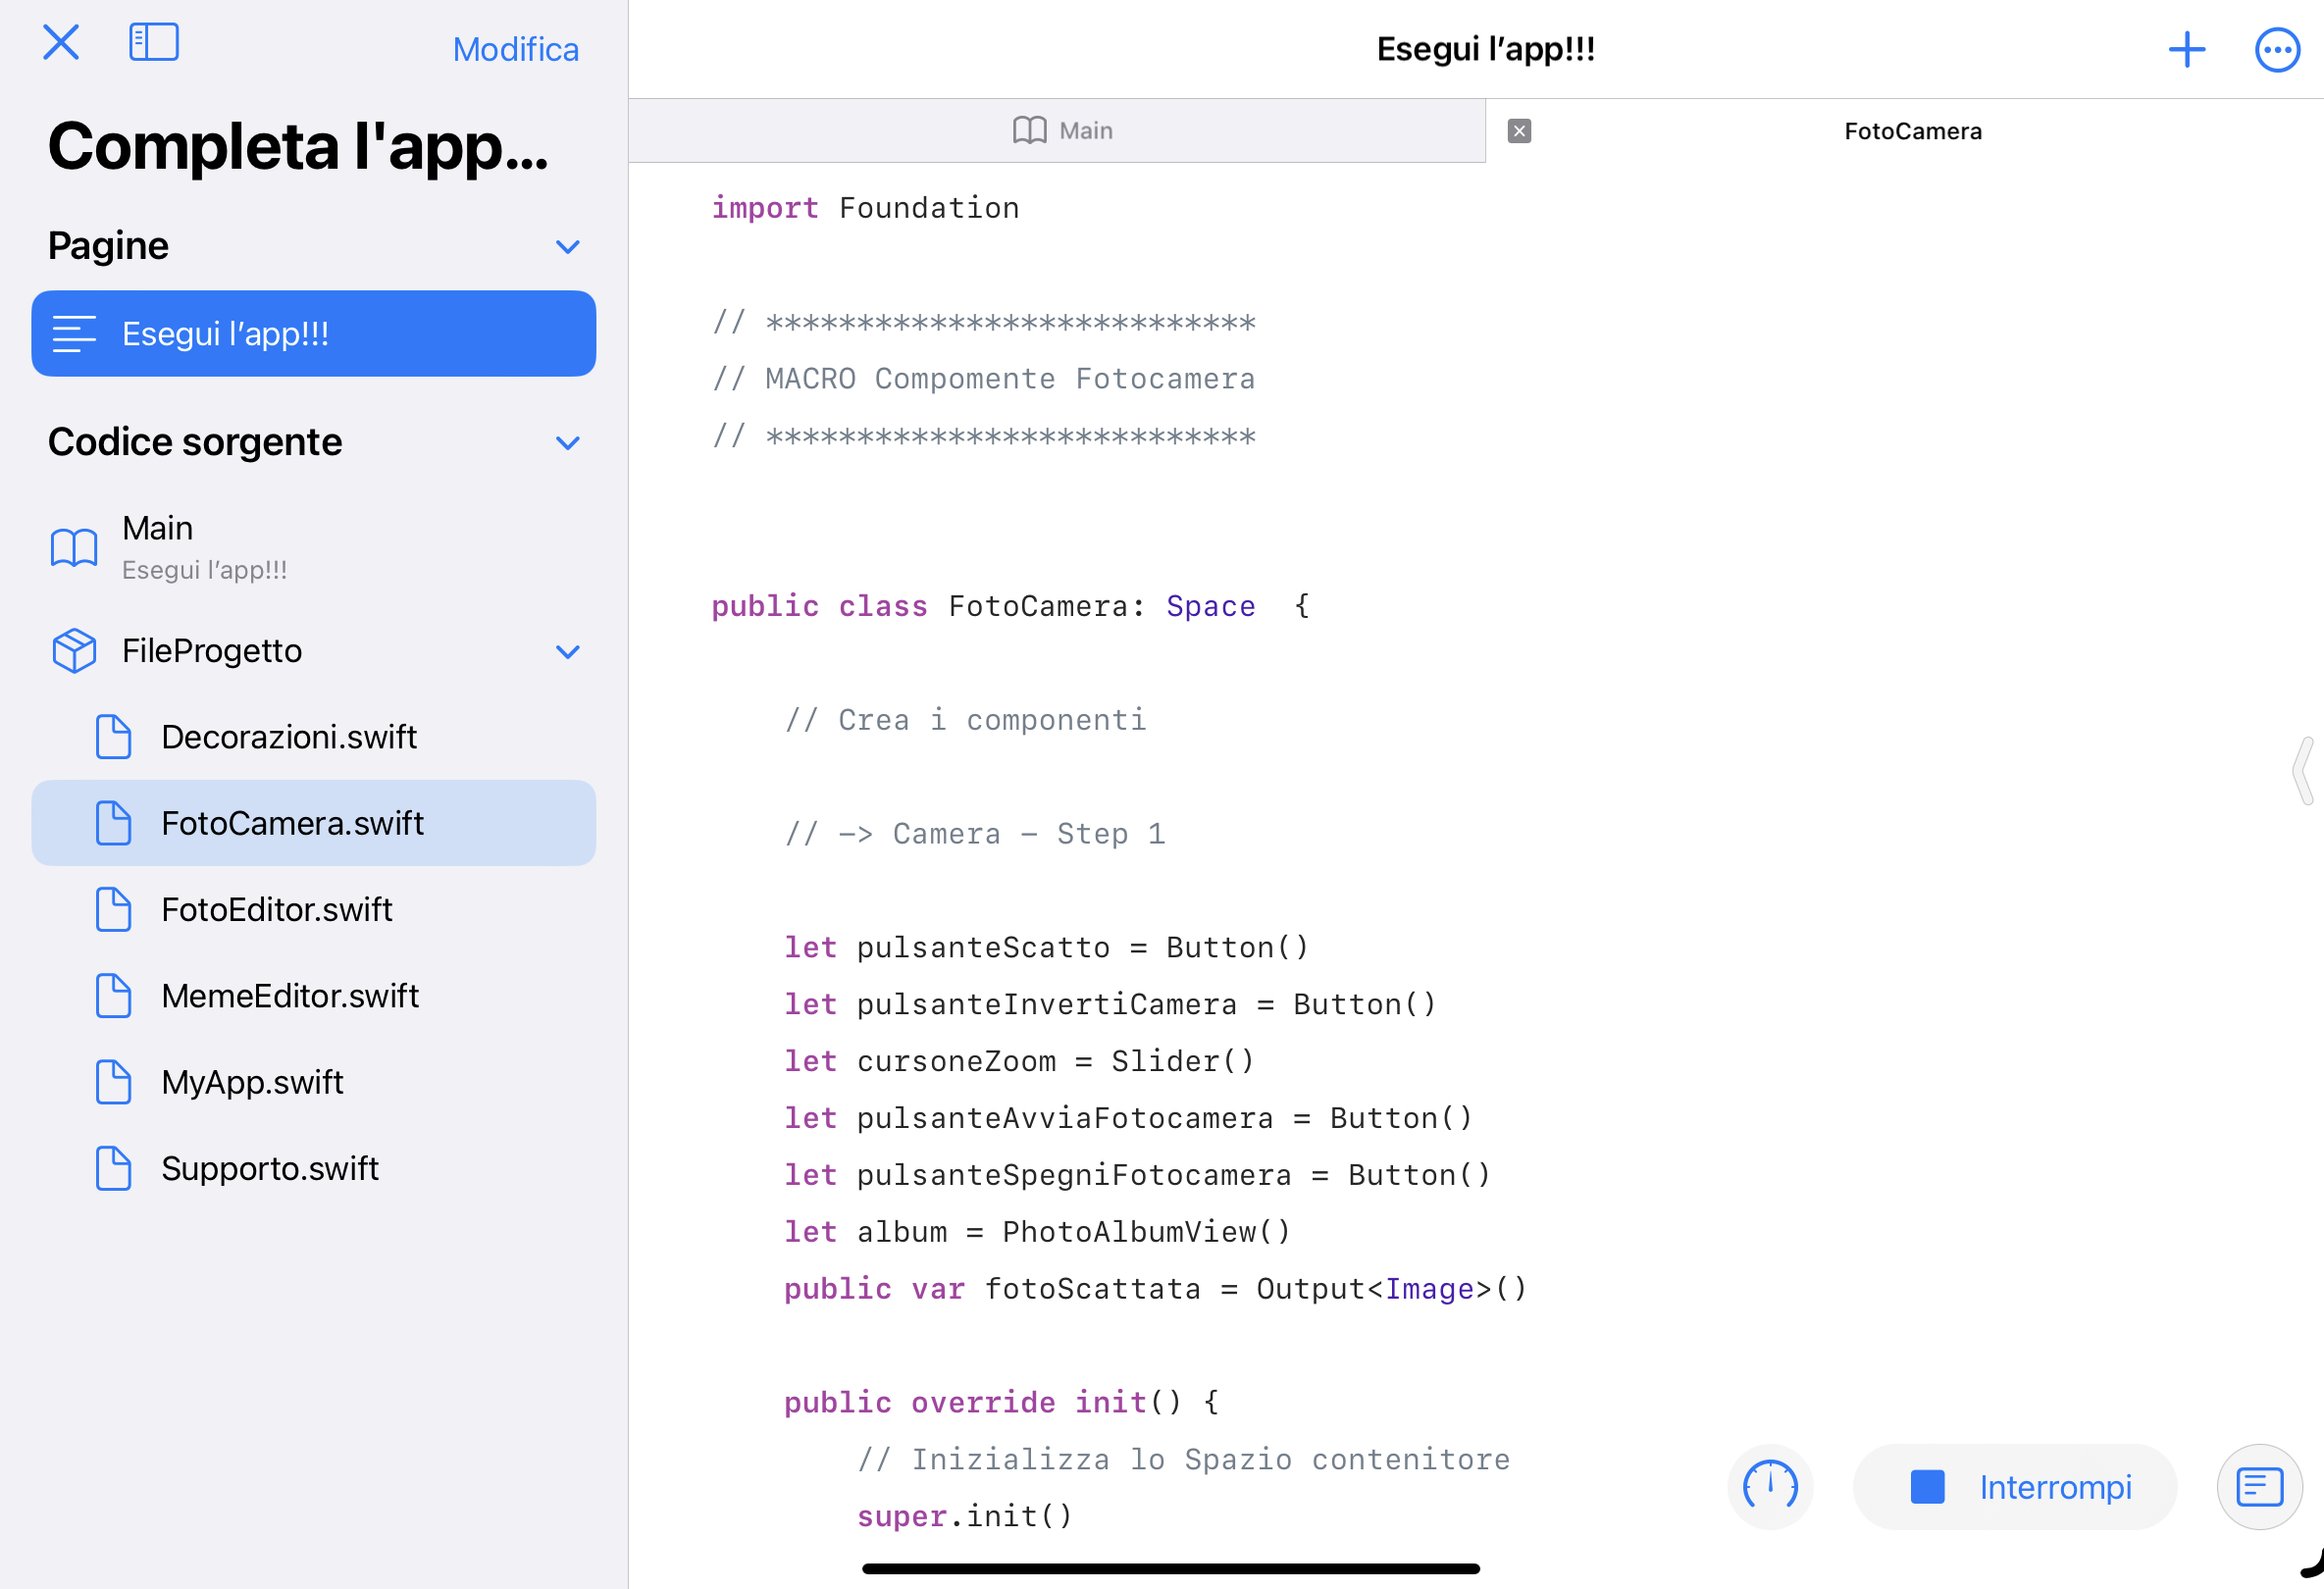 Modifica
Completa l'app...
Pagine
Esegui l’app!!!
Codice sorgente
Main
Esegui l’app!!!
FileProgetto
Decorazioni.swift
FotoCamera.swift
FotoEditor.swift
MemeEditor.swift
MyApp.swift
Supporto.swift
Esegui l’app!!!
Main
FotoCamera
import Foundation
// ***************************
// MACRO Compomente Fotocamera
// ***************************
public class FotoCamera: Space  {
// Crea i componenti
// –> Camera – Step 1
let pulsanteScatto = Button()
let pulsanteInvertiCamera = Button()
let cursoneZoom = Slider()
let pulsanteAvviaFotocamera = Button()
let pulsanteSpegniFotocamera = Button()
let album = PhotoAlbumView()
public var fotoScattata = Output<Image>()
public override init() {
// Inizializza lo Spazio contenitore
super.init()
Interrompi